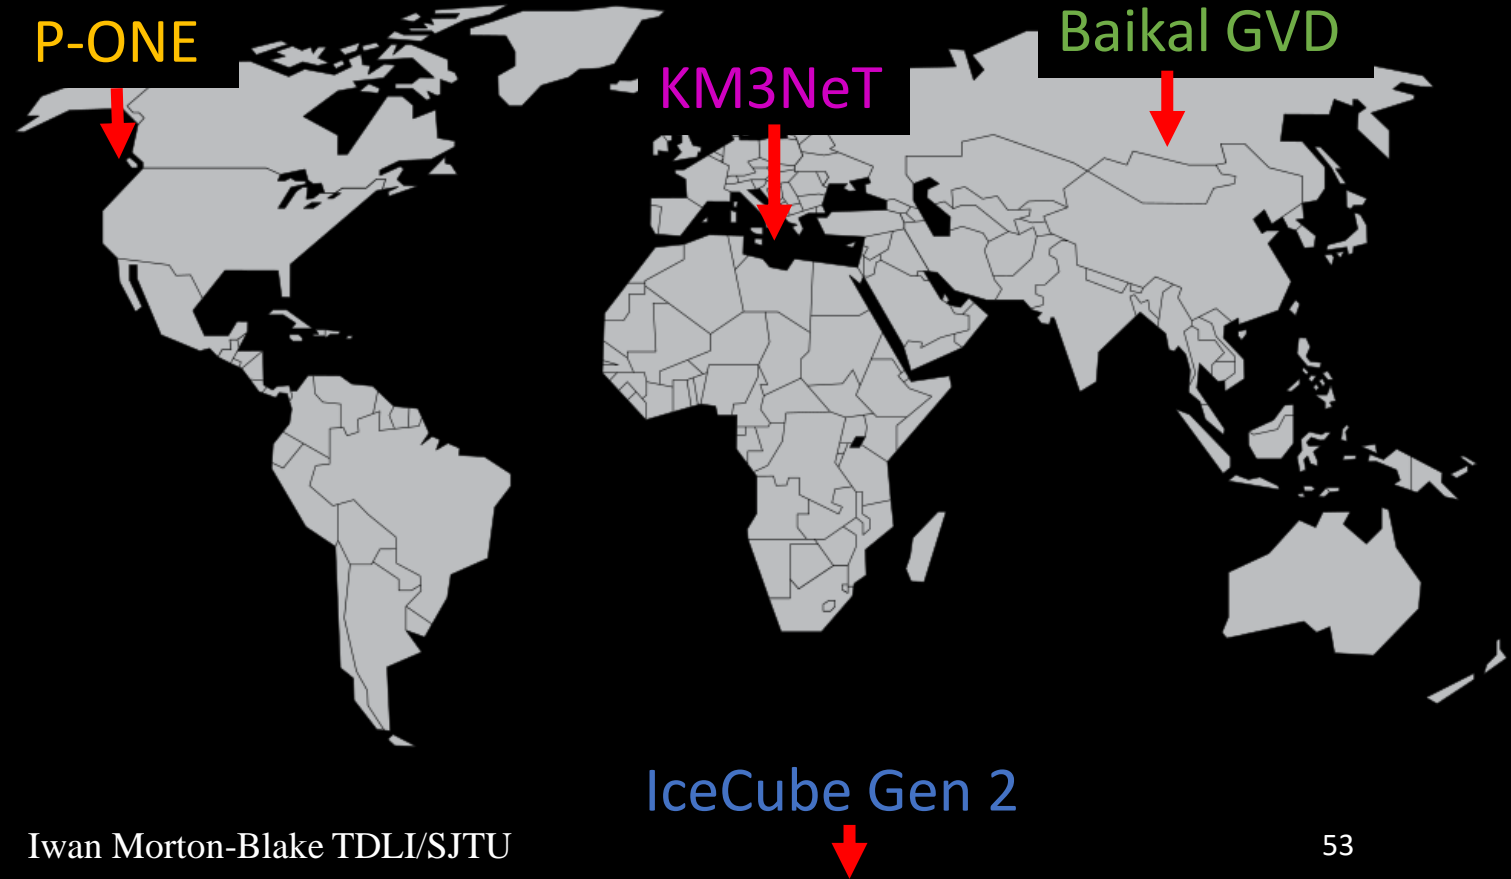 P-ONE
Baikal GVD
KM3NeT
IceCube Gen 2
Iwan Morton-Blake TDLI/SJTU
53